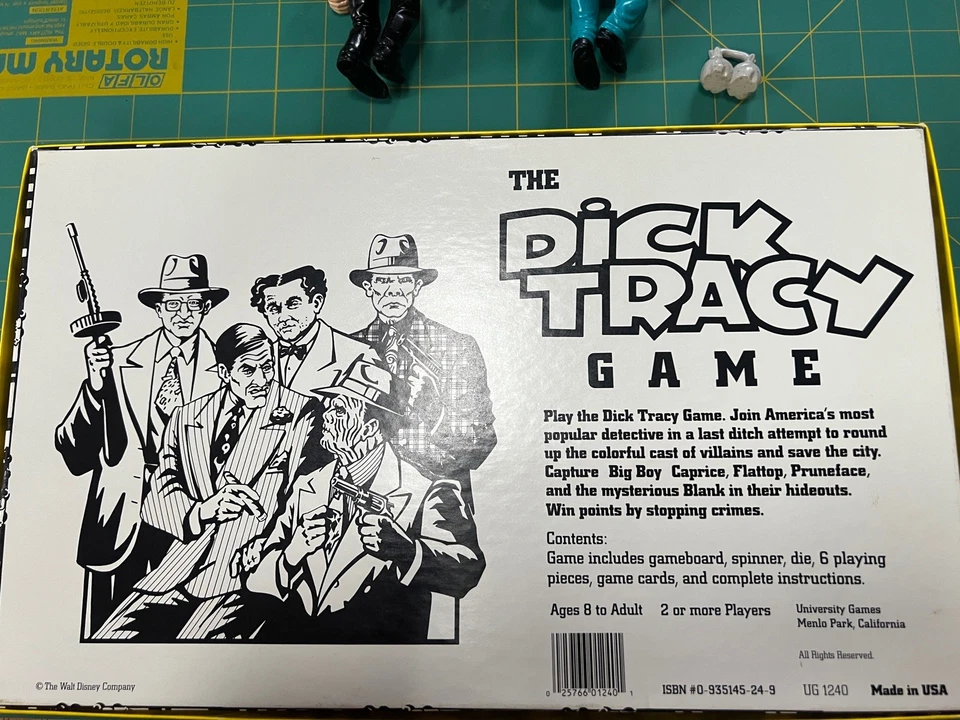 OLFA
ROTARY MA
THE
DiCK
TRACY
GAME
Play the Dick Tracy Game. Join America's most
popular detective in a last ditch attempt to round
up the colorful cast of villains and save the city.
Capture Big Boy Caprice, Flattop, Pruneface,
and the mysterious Blank in their hideouts.
Win points by stopping crimes.
Contents:
Game includes gameboard, spinner, die, 6 playing
pieces, game cards, and complete instructions.
Ages 8 to Adult 2 or more Players
University Games
Menlo Park, California
All Rights Reserved.
0 25766 01240 1
ISBN #0-935145-24-9 UG 1240 Made in USA
© The Walt Disney Company